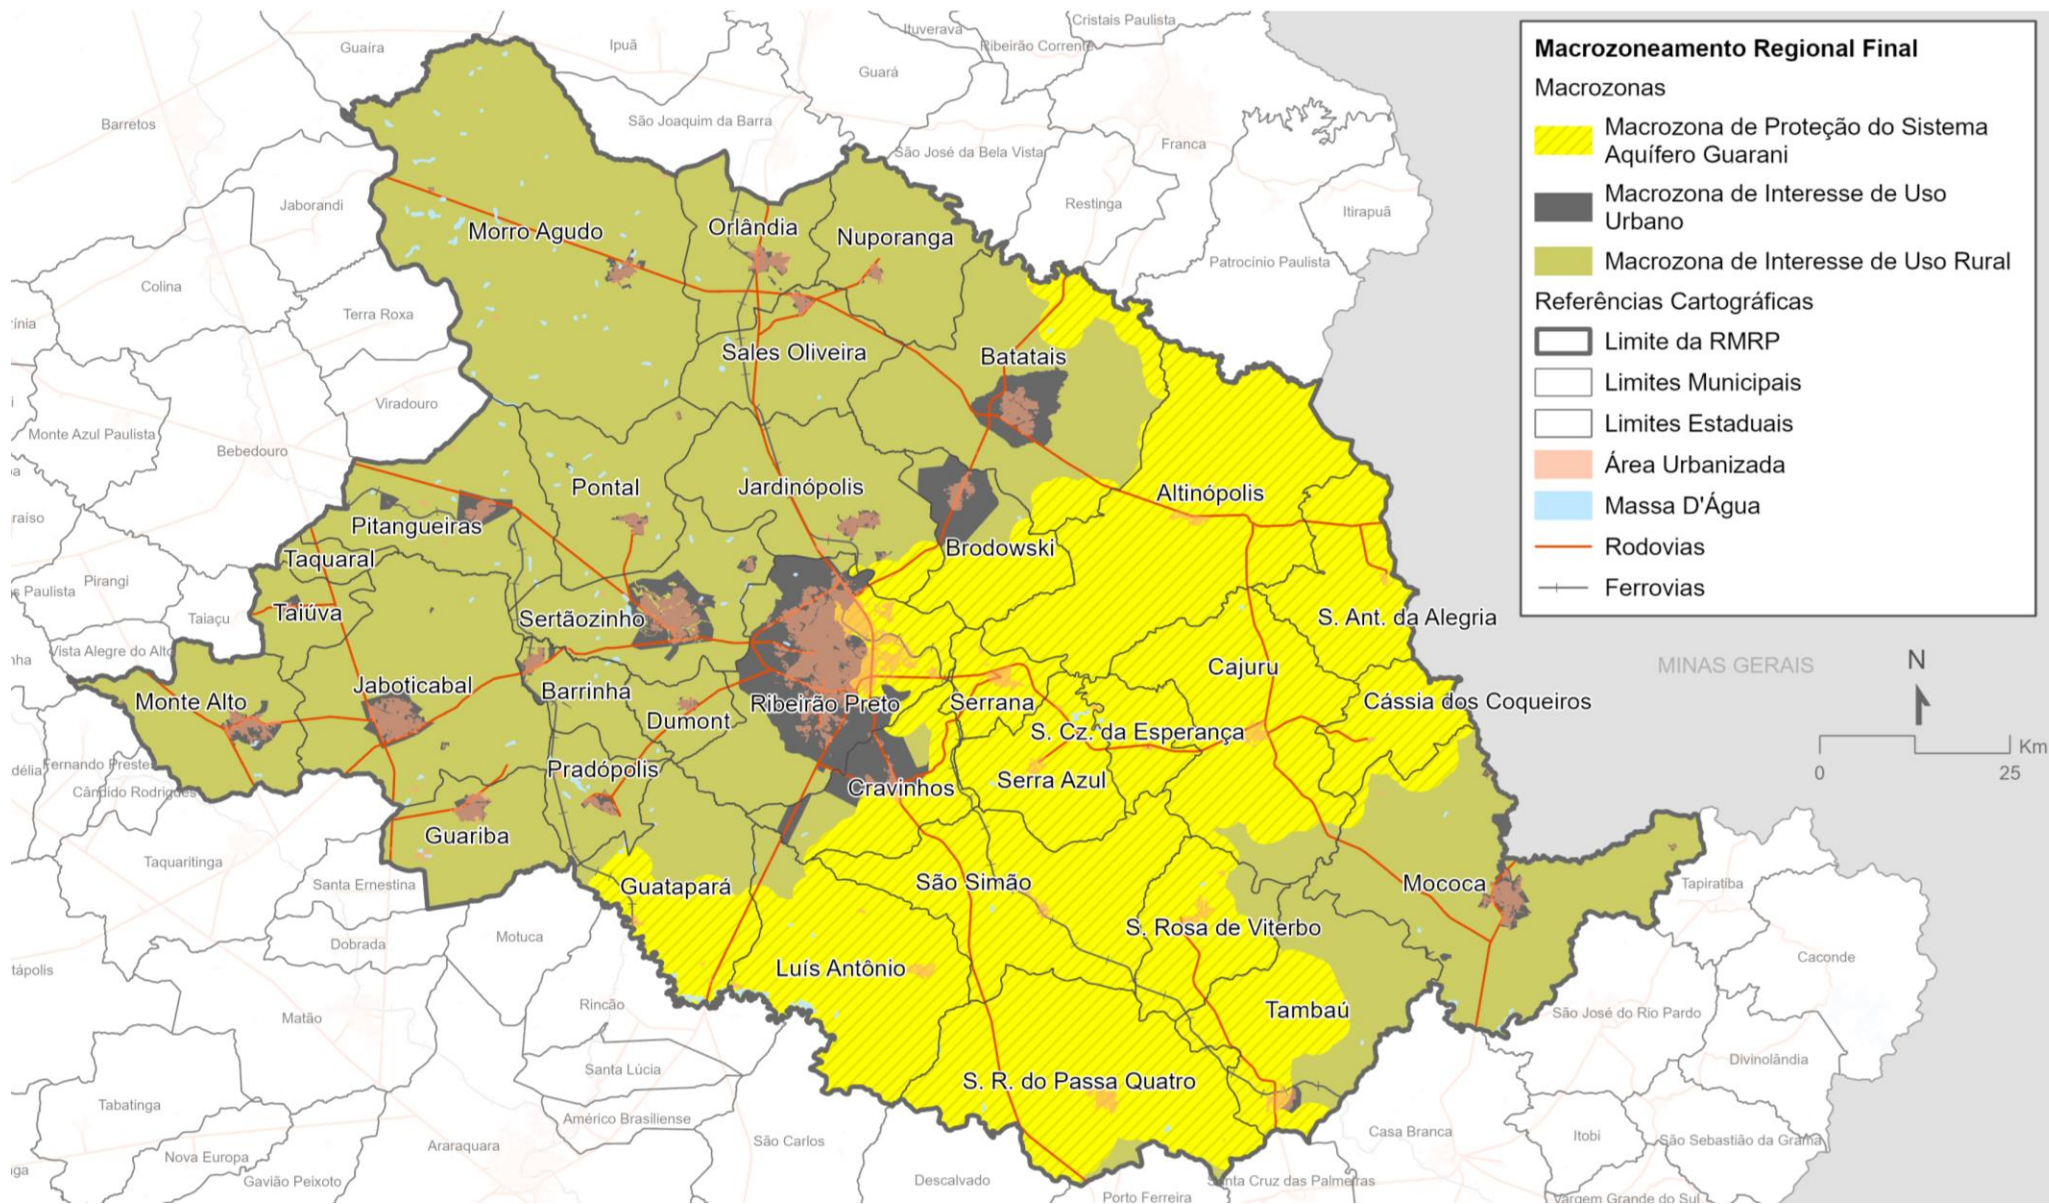 Cristais Paulista
Guaíra
Ipuã
Ituverava
Ribeirão Corrente
Guará
Barretos
São Joaquim da Barra
São José da Bela Vista
Franca
Jaborandi
Restinga
Itirapuã
Morro Agudo
Orlândia
Nuporanga
Patrocínio Paulista
Colina
Terra Roxa
Sales Oliveira
Batatais
Viradouro
Monte Azul Paulista
Bebedouro
Pontal
Jardinópolis
Altinópolis
Pitangueiras
raíso
Brodowski
Taquaral
Pirangi
s Paulista
Taiaçu
Taiúva
Sertãozinho
S. Ant. da Alegria
Vista Alegre do Alto
Cajuru
MINAS GERAIS
Monte Alto
Jaboticabal
Barrinha
Ribeirão Preto
Serrana
Cássia dos Coqueiros
Dumont
S. Cz. da Esperança
Fernando Prestes
Pradópolis
Serra Azul
Cândido Rodrigues
Cravinhos
Guariba
Taquaritinga
Santa Ernestina
Guatapará
São Simão
Mococa
Tapiratiba
S. Rosa de Viterbo
Dobrada
Motuca
Luís Antônio
tápolis
Caconde
Rincão
Tambaú
São José do Rio Pardo
Matão
Santa Lúcia
S. R. do Passa Quatro
Divinolândia
Tabatinga
Américo Brasiliense
Araraquara
São Carlos
Casa Branca
Itobi
São Sebastião da Grama
Nova Europa
Gavião Peixoto
Descalvado
Santa Cruz das Palmeiras
Porto Ferreira
Vargem Grande do Sul
Macrozoneamento Regional Final
Macrozonas
Macrozona de Proteção do Sistema
Aquífero Guarani
Macrozona de Interesse de Uso
Urbano
Macrozona de Interesse de Uso Rural
Referências Cartográficas
Limite da RMRP
Limites Municipais
Limites Estaduais
Área Urbanizada
Massa D'Água
Rodovias
Ferrovias
N
Km
0 25